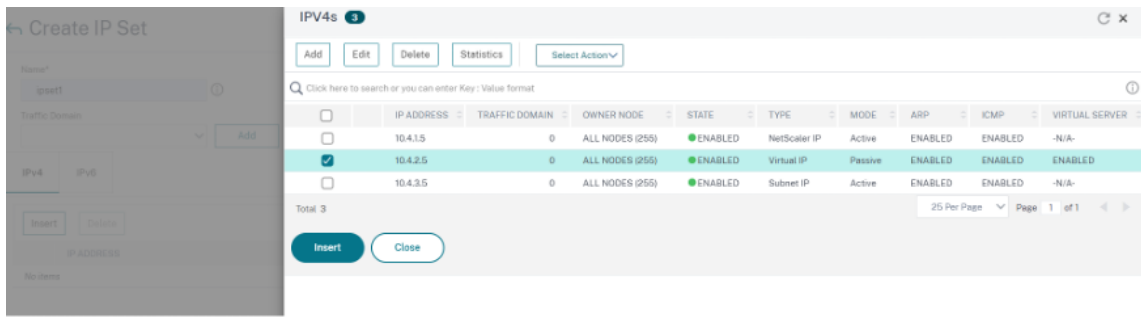 Create IP Set
Name*
ipset1
Traffic Domain
Add
IPv4 IPv6
Insert Delete
IP ADDRESS
No items
IPV4s 3
Add Edit Delete Statistics Select Action
Click here to search or you can enter Key : Value format
IP ADDRESS TRAFFIC DOMAIN OWNER NODE STATE TYPE MODE ARP ICMP VIRTUAL SERVER
10.4.1.5 0 ALL NODES (255) ENABLED NetScaler IP Active ENABLED ENABLED -N/A-
10.4.2.5 0 ALL NODES (255) ENABLED Virtual IP Passive ENABLED ENABLED ENABLED
10.4.3.5 0 ALL NODES (255) ENABLED Subnet IP Active ENABLED ENABLED -N/A-
Total 3
25 Per Page Page 1 of 1
Insert Close